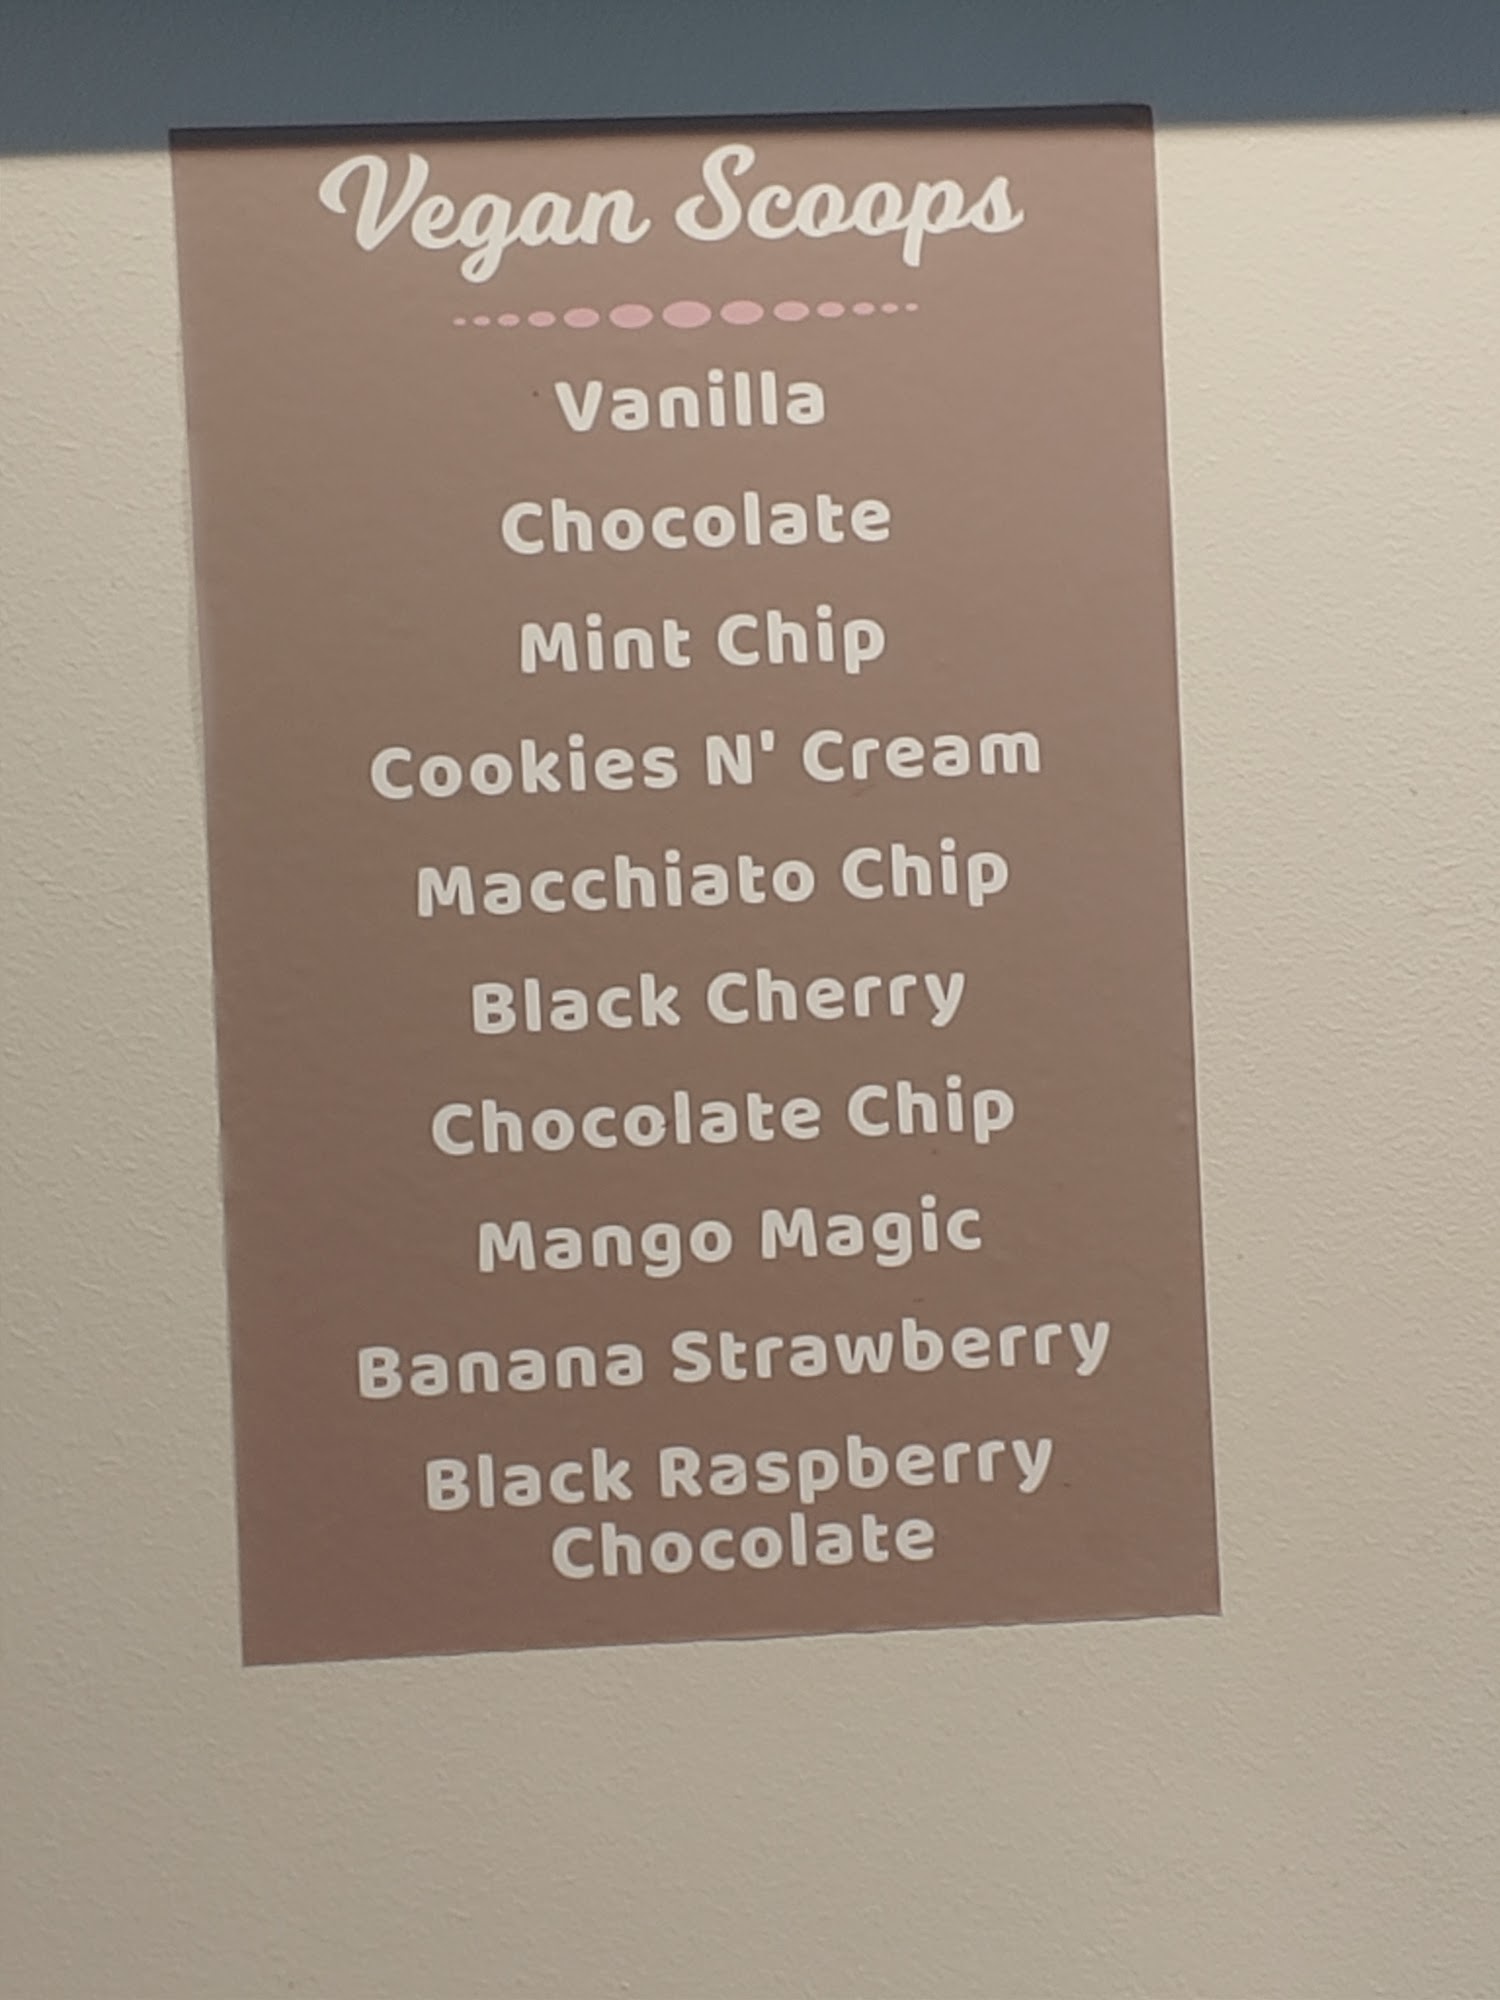 Vegan Scoops
Vanilla
Chocolate
Mint Chip
Cookies N' Cream
Macchiato Chip
Black Cherry
Chocolate Chip
Mango Magic
Banana Strawberry
Black Raspberry
Chocolate